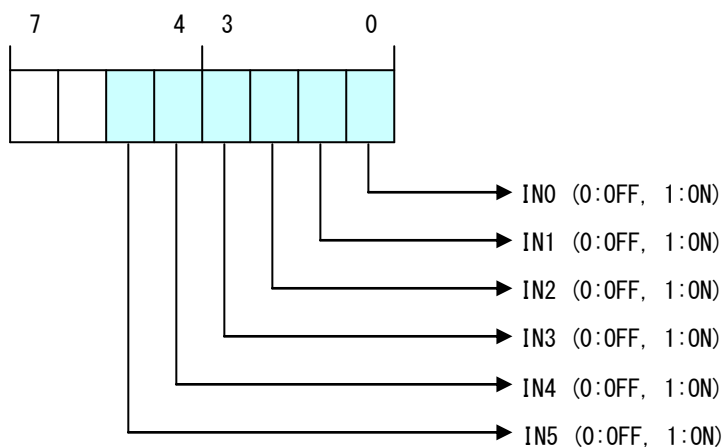 7 4 3 0
IN0 (0:OFF, 1:ON)
IN1 (0:OFF, 1:ON)
IN2 (0:OFF, 1:ON)
IN3 (0:OFF, 1:ON)
IN4 (0:OFF, 1:ON)
IN5 (0:OFF, 1:ON)